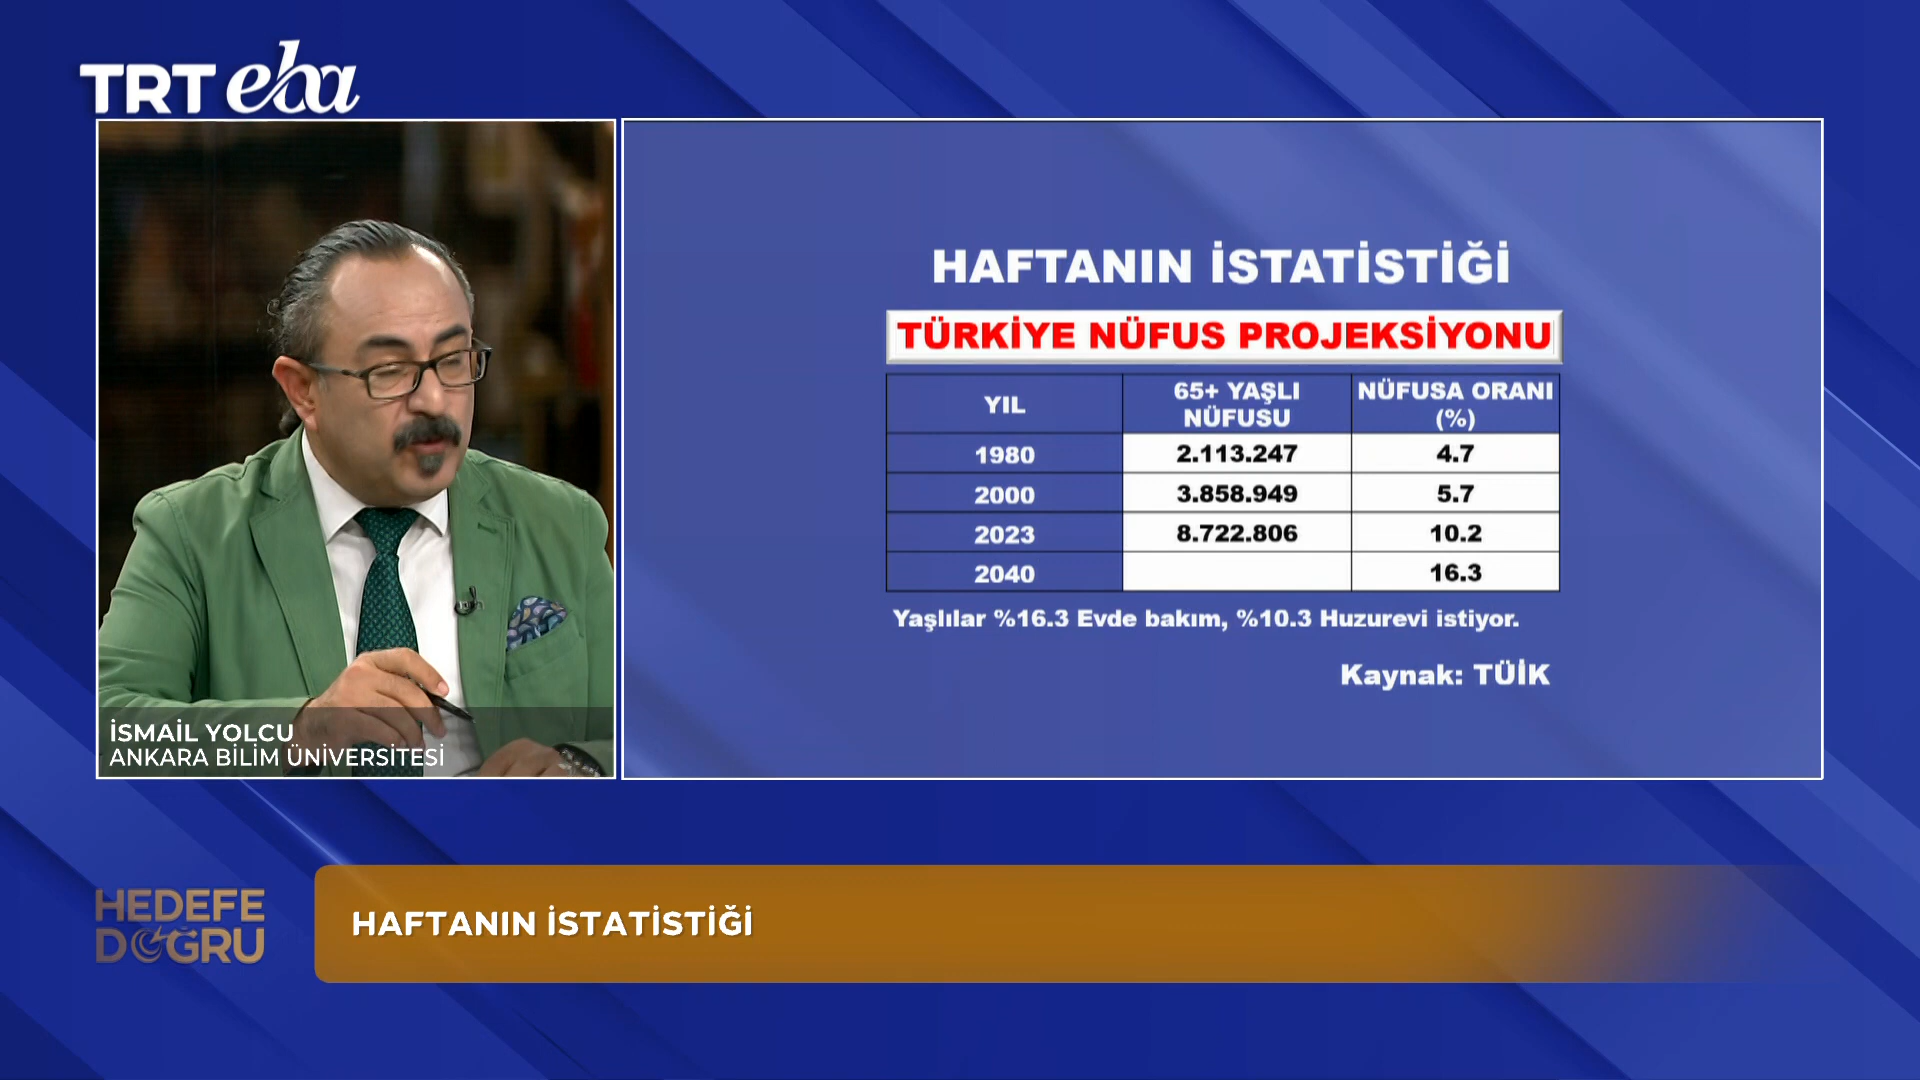 TRT eba
HAFTANIN İSTATİSTİĞİ
TÜRKİYE NÜFUS PROJEKSİYONU
YIL 65+ YAŞLI NÜFUSU NÜFUSA ORANI (%)
1980 2.113.247 4.7
2000 3.858.949 5.7
2023 8.722.806 10.2
2040 16.3
Yaşlılar %16.3 Evde bakım, %10.3 Huzurevi istiyor.
Kaynak: TÜİK
İSMAİL YOLCU
ANKARA BİLİM ÜNİVERSİTESİ
HEDEFE
DOĞRU
HAFTANIN İSTATİSTİĞİ